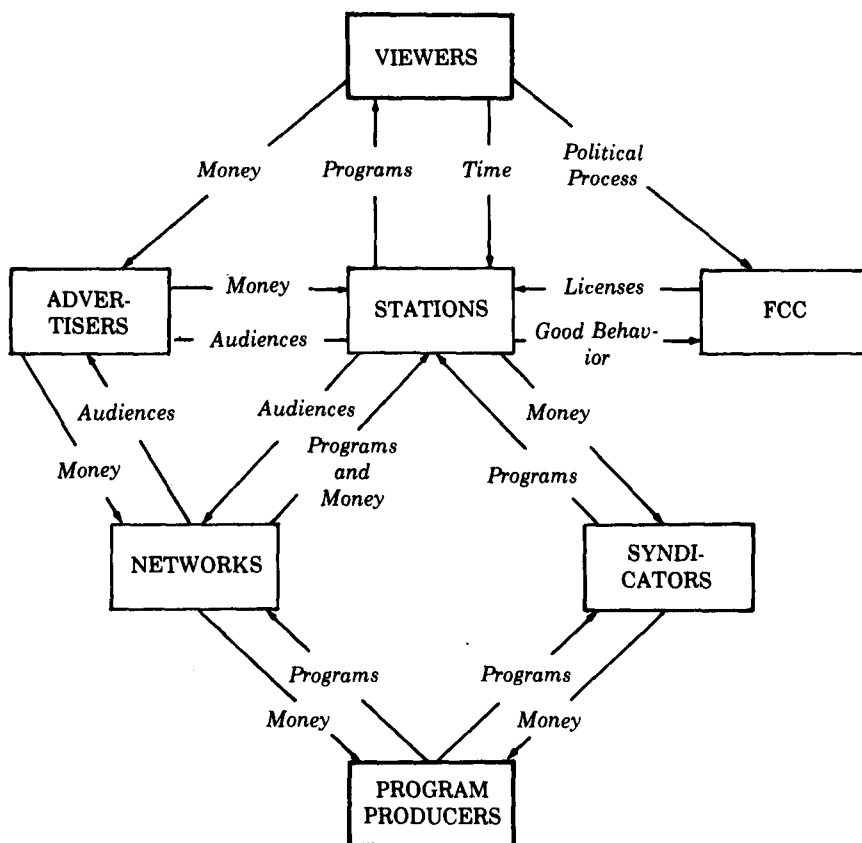 VIEWERS
Money
Programs
Time
Political
Process
ADVER-
TISERS
Money
Audiences
STATIONS
Licenses
Good Behav-
ior
FCC
Audiences
Money
Audiences
Programs
and
Money
Money
Programs
NETWORKS
SYNDI-
CATORS
Programs
Money
Programs
Money
PROGRAM
PRODUCERS